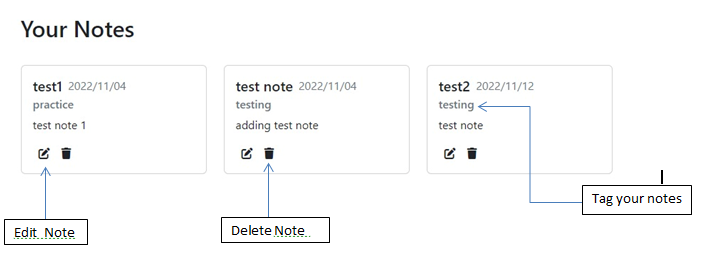 Your Notes
test1 2022/11/04
practice
test note 1
test note 2022/11/04
testing
adding test note
test2 2022/11/12
testing
test note
Tag your notes
Edit Note
Delete Note